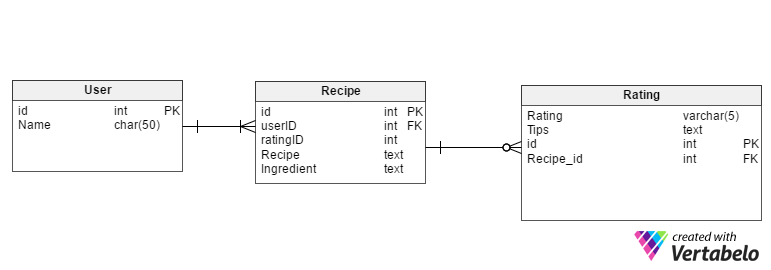 User
id int PK
Name char(50)
Recipe
id int PK
userID int FK
ratingID int
Recipe text
Ingredient text
Rating
Rating varchar(5)
Tips text
id int PK
Recipe_id int FK
created with
Vertabelo